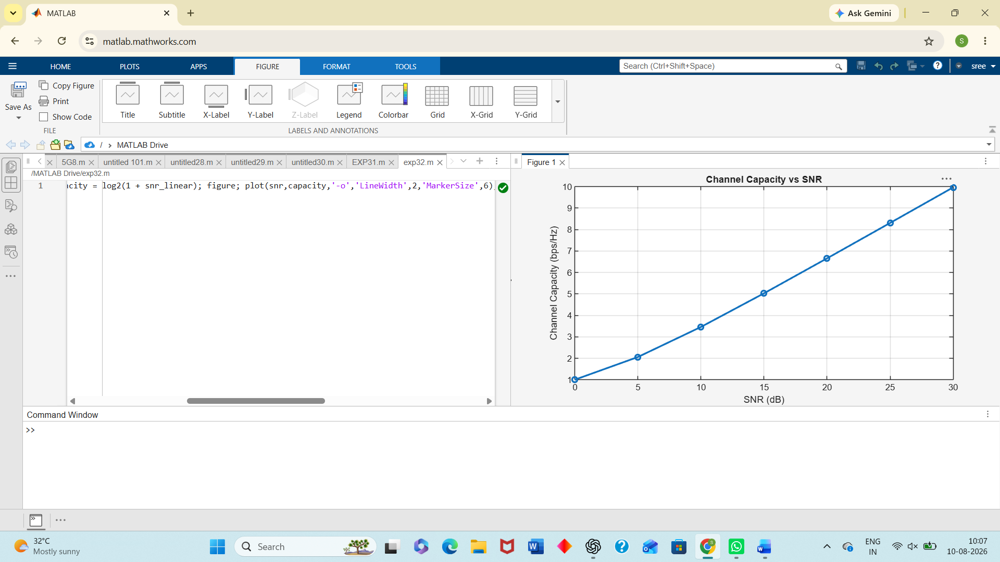 MATLAB
Ask Gemini
matlab.mathworks.com
S
HOME PLOTS APPS FIGURE FORMAT TOOLS
Search (Ctrl+Shift+Space)
sree
Save As
Copy Figure
Print
Show Code
FILE
Title Subtitle X-Label Y-Label Z-Label Legend Colorbar Grid X-Grid Y-Grid
LABELS AND ANNOTATIONS
/ > MATLAB Drive
5G8.m untitled 101.m untitled28.m untitled29.m untitled30.m EXP31.m exp32.m
/MATLAB Drive/exp32.m
1 acity = log2(1 + snr_linear); figure; plot(snr,capacity,'-o','LineWidth',2,'MarkerSize',6)
Figure 1
Channel Capacity vs SNR
Channel Capacity (bps/Hz)
10
9
8
7
6
5
4
3
2
1
0 5 10 15 20 25 30
SNR (dB)
Command Window
>>
32°C
Mostly sunny
Search
ENG
IN
10:07
10-08-2026